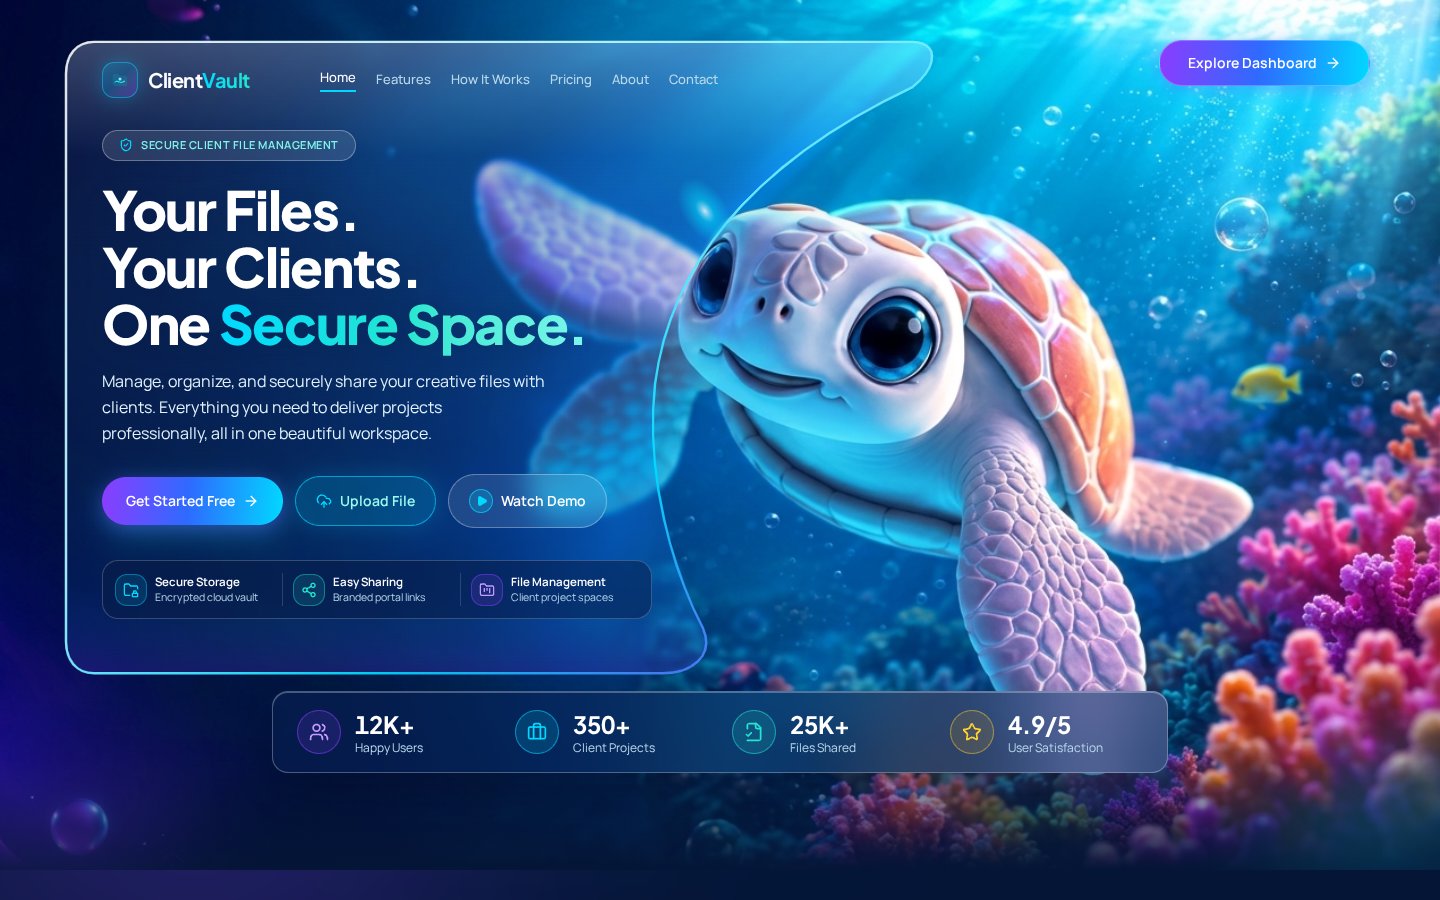 ClientVault
Home Features How It Works Pricing About Contact
Explore Dashboard
SECURE CLIENT FILE MANAGEMENT
Your Files.
Your Clients.
One Secure Space.
Manage, organize, and securely share your creative files with
clients. Everything you need to deliver projects
professionally, all in one beautiful workspace.
Get Started Free
Upload File
Watch Demo
Secure Storage
Encrypted cloud vault
Easy Sharing
Branded portal links
File Management
Client project spaces
12K+
Happy Users
350+
Client Projects
25K+
Files Shared
4.9/5
User Satisfaction